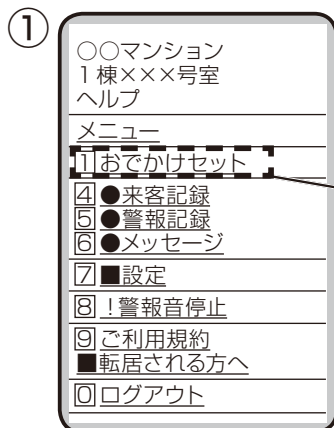 ①
○○マンション
1棟×××号室
ヘルプ
メニュー
1おでかけセット
4●来客記録
5●警報記録
6●メッセージ
7■設定
8！警報音停止
9ご利用規約
■転居される方へ
0ログアウト